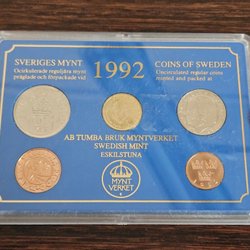 SVERIGES MYNT
Ocirkulerade reguljära mynt
präglade och förpackade vid
1992
COINS OF SWEDEN
Uncirculated regular coins
minted and packed at
AB TUMBA BRUK MYNTVERKET
SWEDISH MINT
ESKILSTUNA
MYNT
VERKET